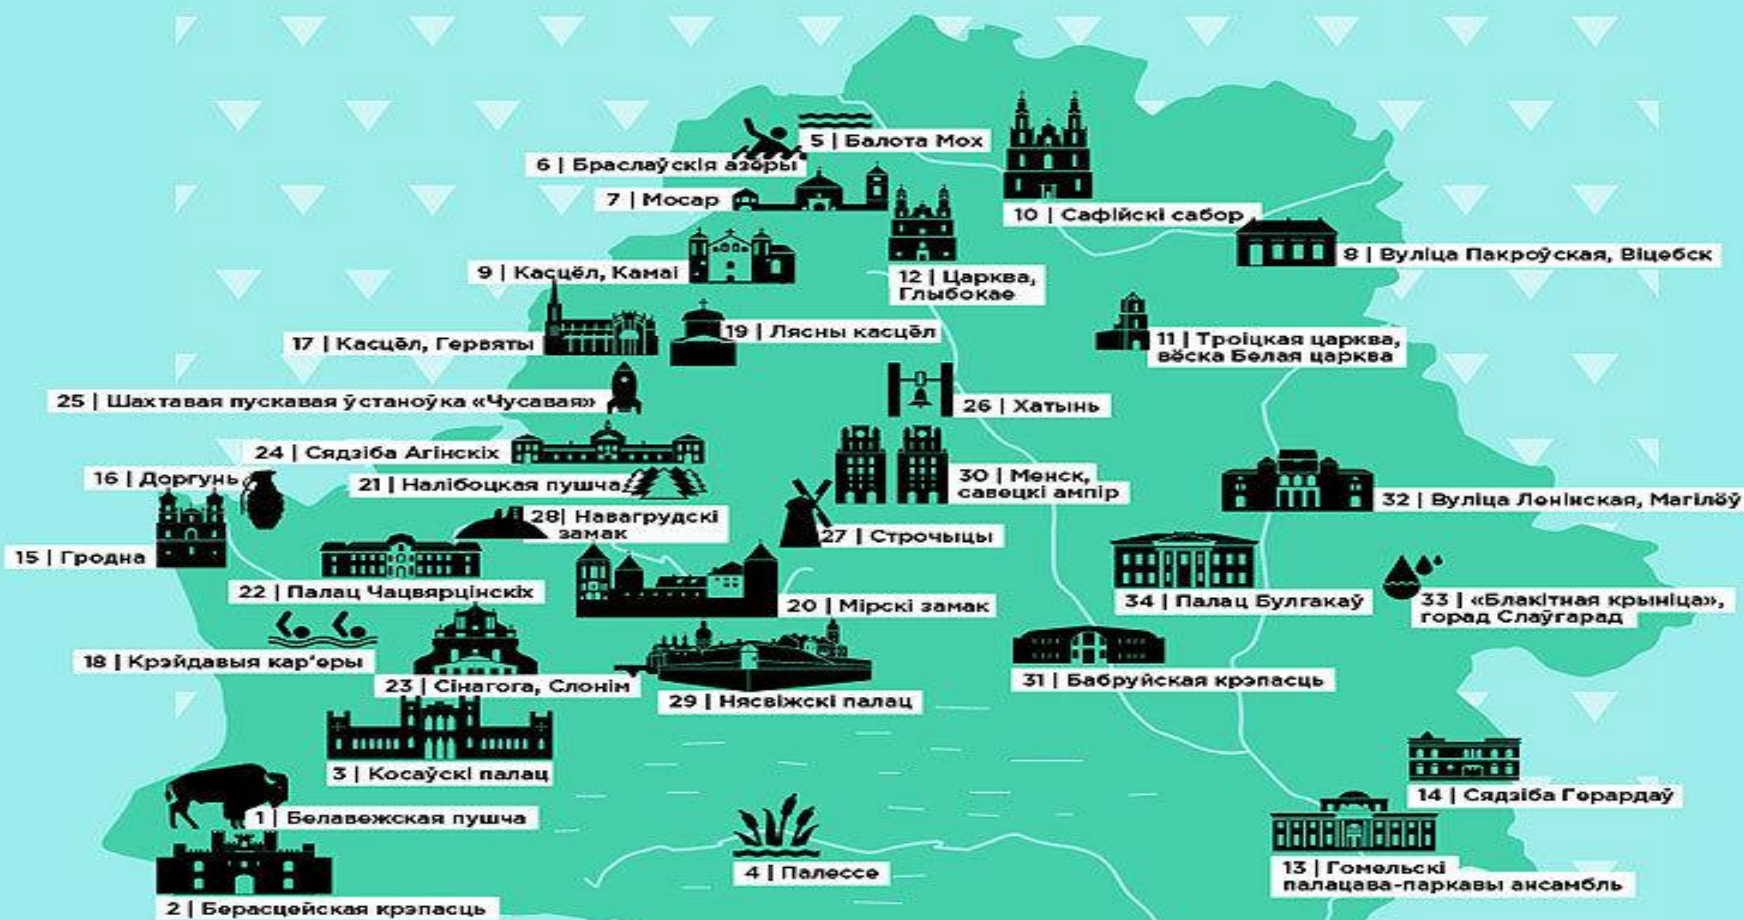 5 | Балота Мох
6 | Браслаўскія азёры
7 | Мосар
10 | Сафійскі сабор
8 | Вуліца Пакроўская, Віцебск
9 | Касцёл, Камаі
12 | Царква,
Глыбокае
17 | Касцёл, Гервяты
19 | Лясны касцёл
11 | Троіцкая царква,
вёска Белая царква
25 | Шахтавая пускавая ўстаноўка «Чусавая»
26 | Хатынь
24 | Сядзіба Агінскіх
16 | Доргунь
21 | Налібоцкая пушча
30 | Менск,
савецкі ампір
32 | Вуліца Ленінская, Магілёў
28| Навагрудскі
замак
27 | Строчыцы
15 | Гродна
22 | Палац Чацвярцінскіх
20 | Мірскі замак
34 | Палац Булгакаў
33 | «Блакітная крыніца»,
горад Слаўгарад
18 | Крэйдавыя кар'еры
23 | Сінагога, Слонім
29 | Нясвіжскі палац
31 | Бабруйская крэпасць
3 | Косаўскі палац
14 | Сядзіба Герардаў
1 | Белавежская пушча
4 | Палессе
13 | Гомельскі
палацава-паркавы ансамбль
2 | Берасцейская крэпасць